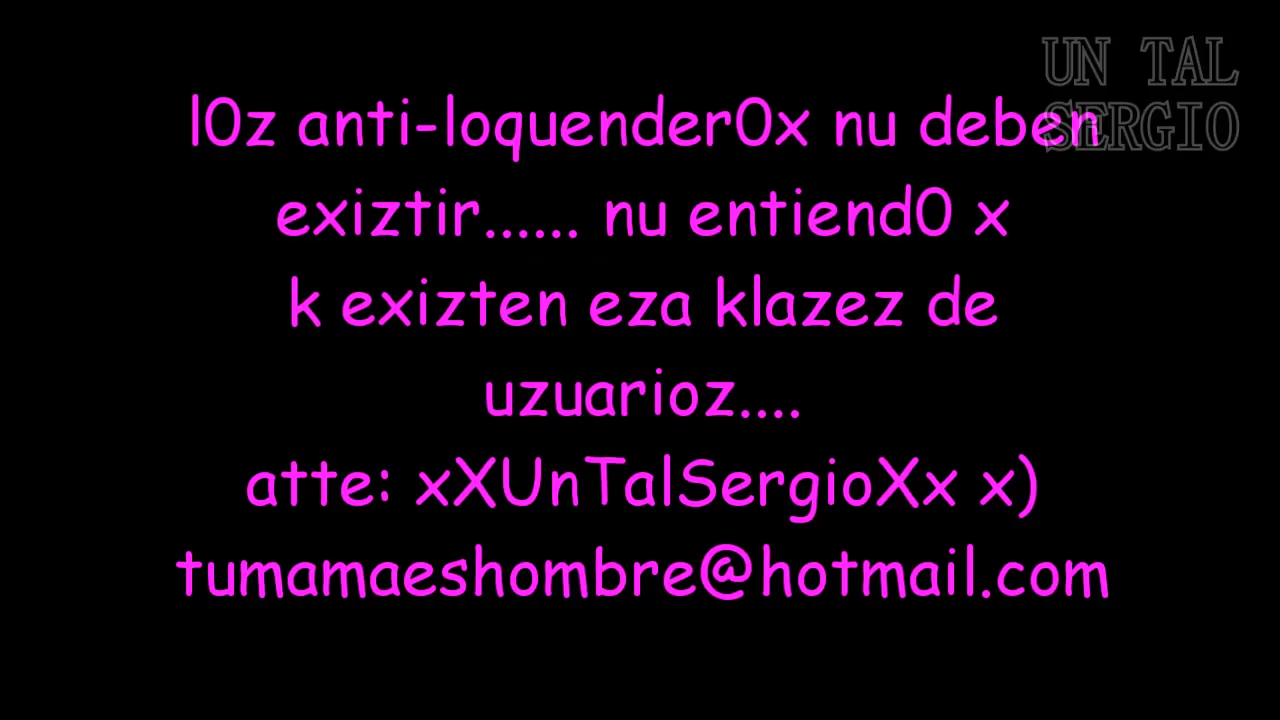 UN TAL
SERGIO
l0z anti-loquender0x nu deben
exiztir...... nu entiend0 x
k exizten eza klazez de
uzuarioz....
atte: xXUnTalSergioXx x)
tumamaeshombre@hotmail.com